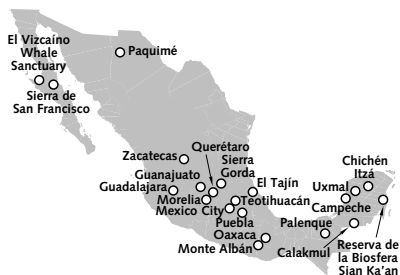 El Vizcaíno
Whale
Sanctuary
Paquimé
Sierra de
San Francisco
Querétaro
Zacatecas
Sierra
Gorda
Guanajuato
Guadalajara
El Tajín
Morelia
Teotihuacán
Mexico City
Puebla
Oaxaca
Monte Albán
Chichén
Itzá
Uxmal
Campeche
Palenque
Calakmul
Reserva de
la Biosfera
Sian Ka'an